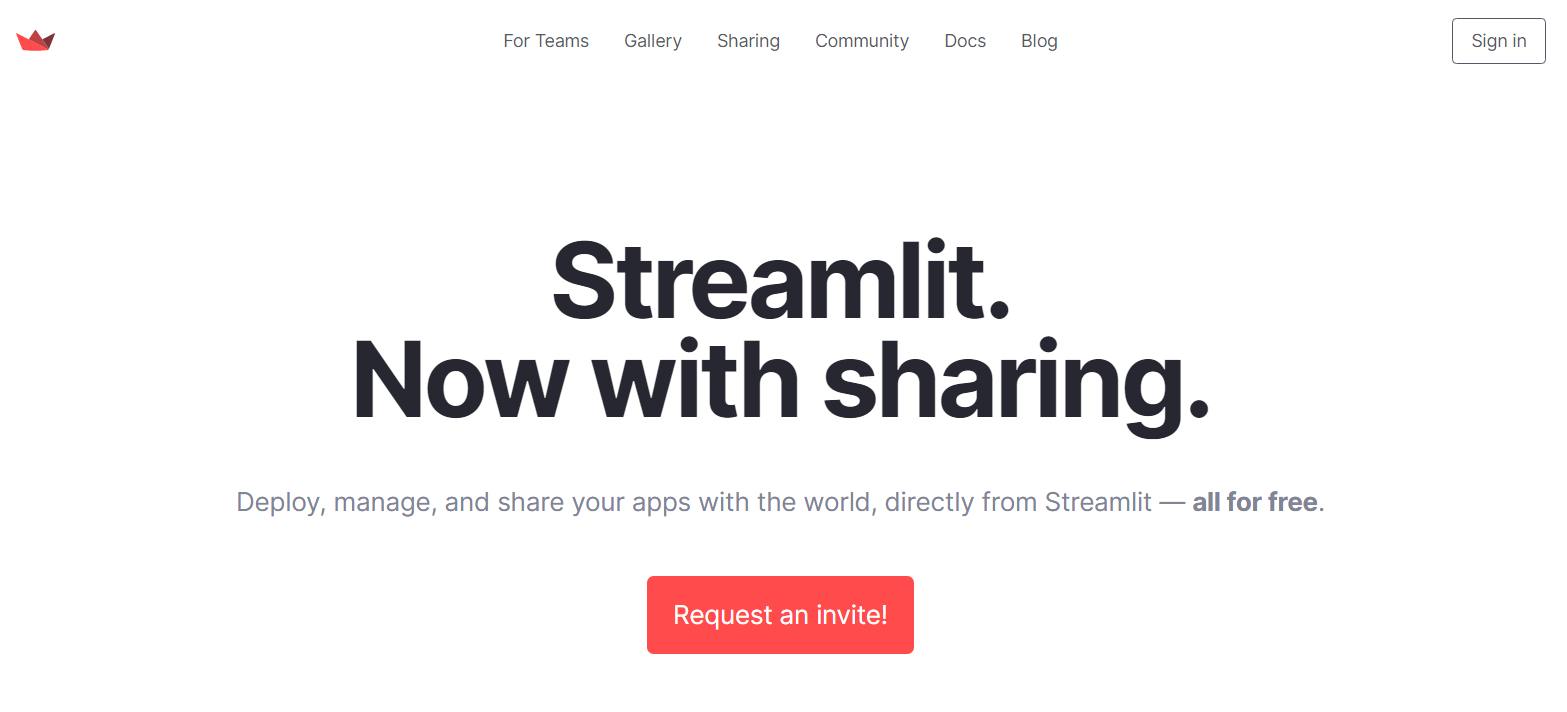 For Teams Gallery Sharing Community Docs Blog Sign in
Streamlit.
Now with sharing.
Deploy, manage, and share your apps with the world, directly from Streamlit — all for free.
Request an invite!